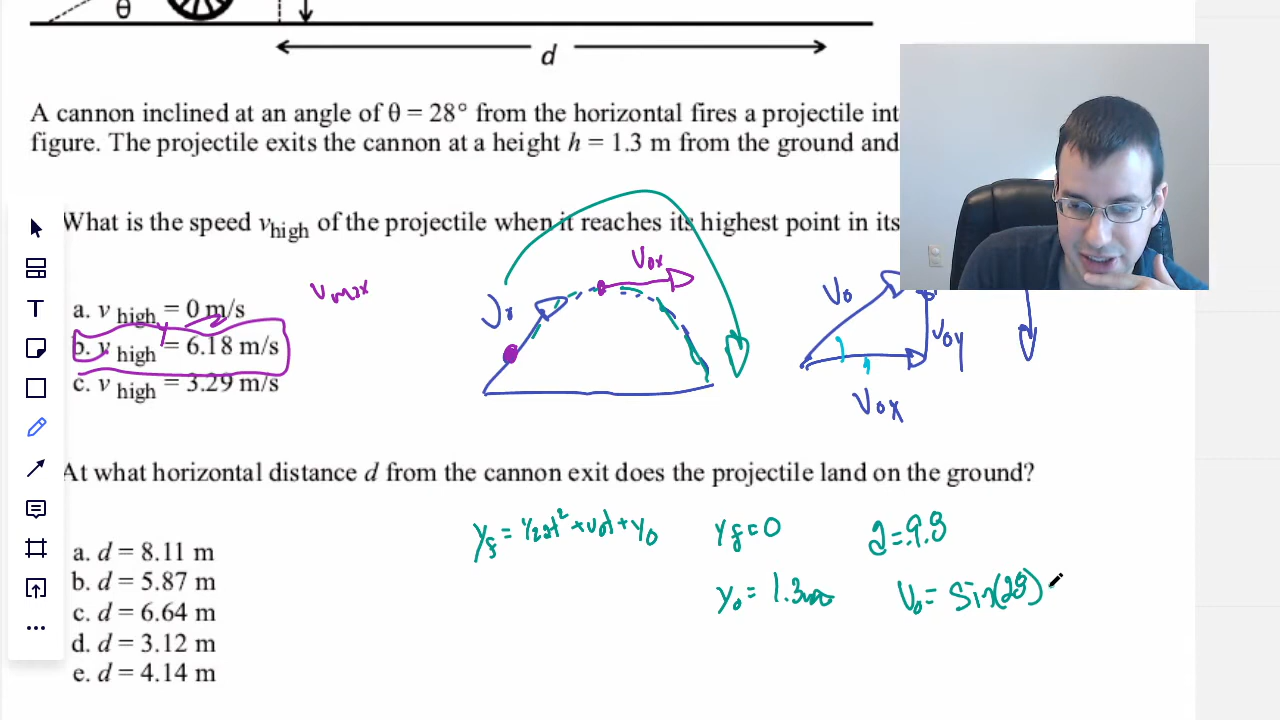 θ
d
A cannon inclined at an angle of θ = 28° from the horizontal fires a projectile int
figure. The projectile exits the cannon at a height h = 1.3 m from the ground and
What is the speed vhigh of the projectile when it reaches its highest point in its
vmax
a. v high = 0 m/s
b. v high = 6.18 m/s
c. v high = 3.29 m/s
V0x
V0
V0y
V0x
At what horizontal distance d from the cannon exit does the projectile land on the ground?
yf = 1/2at² + v0t + y0
yf = 0
a = -9.8
y0 = 1.3m
V0 = Sin(28)
a. d = 8.11 m
b. d = 5.87 m
c. d = 6.64 m
d. d = 3.12 m
e. d = 4.14 m
T